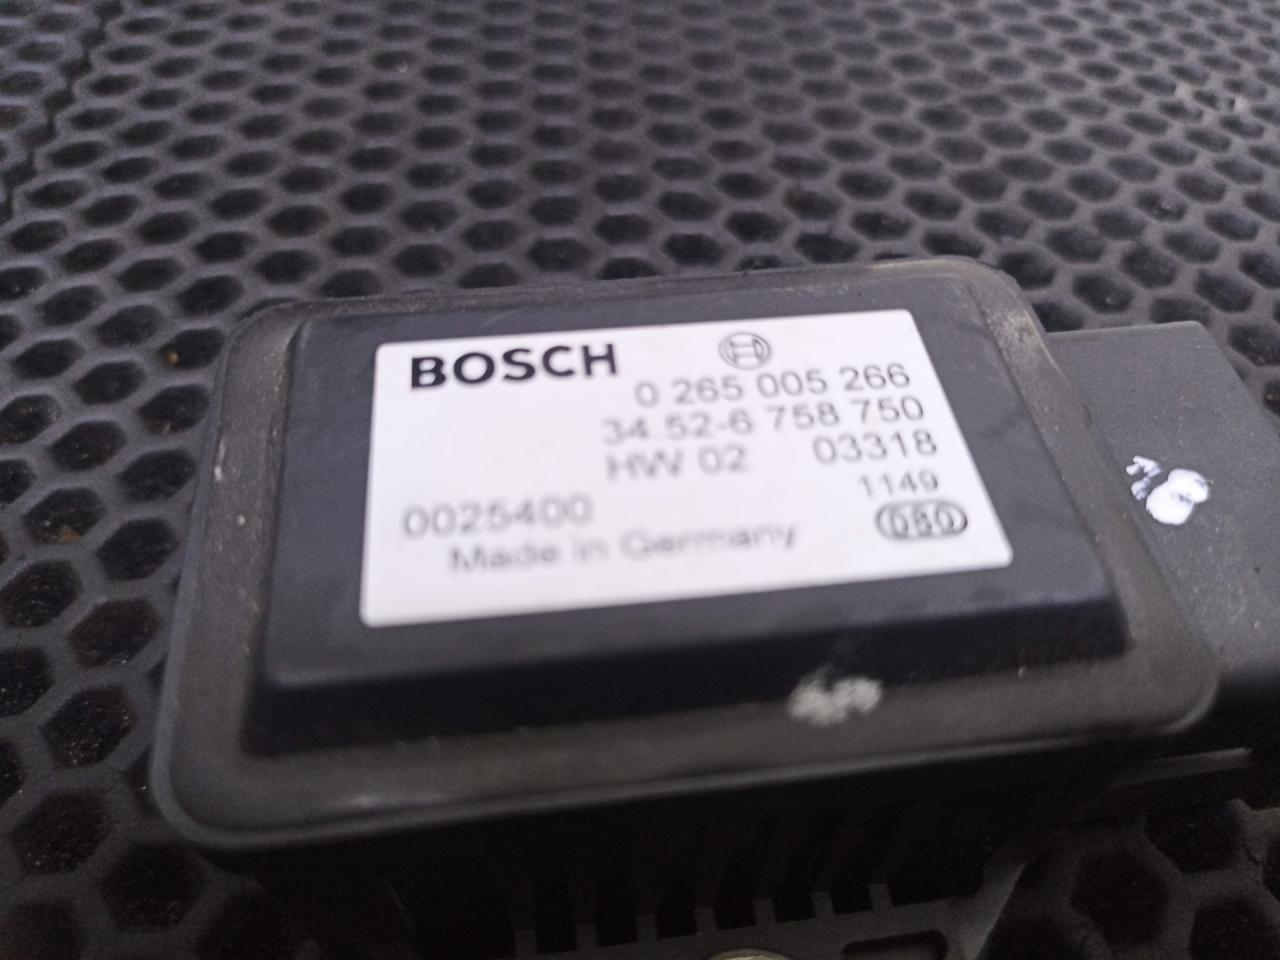 BOSCH
0 265 005 266
34.52-6 758 750
HW 02 03318
1149
0025400
Made in Germany